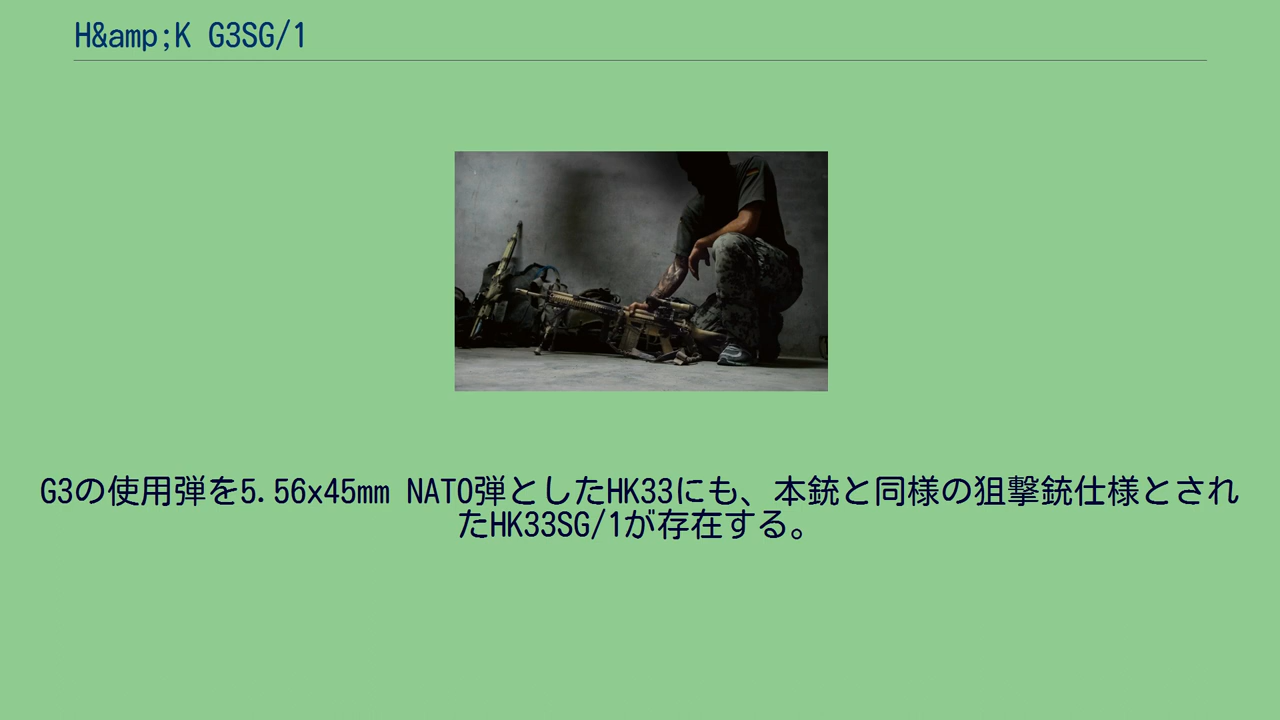 H&amp;K G3SG/1
G3の使用弾を5.56x45mm NATO弾としたHK33にも、本銃と同様の狙撃銃仕様とされ
たHK33SG/1が存在する。